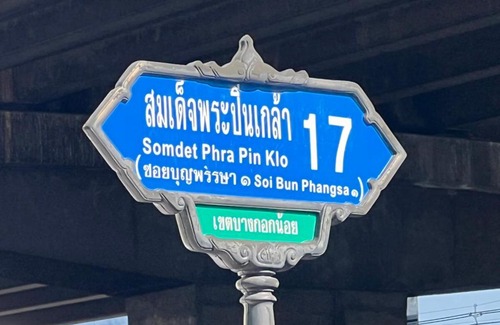 สมเด็จพระปิ่นเกล้า 17
Somdet Phra Pin Klo
(ซอยบุญพรรษา ๑ Soi Bun Phangsa ๑)
เขตบางกอกน้อย